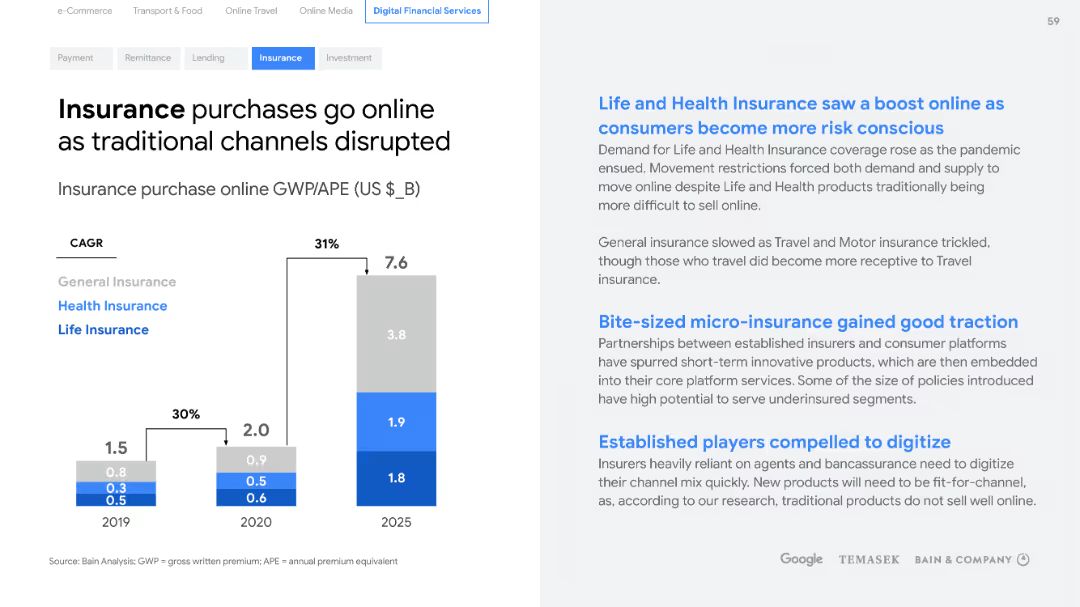 e-Commerce Transport & Food Online Travel Online Media Digital Financial Services
59
Payment Remittance Lending Insurance Investment
Insurance purchases go online
as traditional channels disrupted
Insurance purchase online GWP/APE (US $_B)
CAGR
General Insurance
Health Insurance
Life Insurance
30%
31%
1.5
0.8
0.3
0.5
2019
2.0
0.9
0.5
0.6
2020
7.6
3.8
1.9
1.8
2025
Source: Bain Analysis; GWP = gross written premium; APE = annual premium equivalent
Life and Health Insurance saw a boost online as
consumers become more risk conscious
Demand for Life and Health Insurance coverage rose as the pandemic
ensued. Movement restrictions forced both demand and supply to
move online despite Life and Health products traditionally being
more difficult to sell online.
General insurance slowed as Travel and Motor insurance trickled,
though those who travel did become more receptive to Travel
insurance.
Bite-sized micro-insurance gained good traction
Partnerships between established insurers and consumer platforms
have spurred short-term innovative products, which are then embedded
into their core platform services. Some of the size of policies introduced
have high potential to serve underinsured segments.
Established players compelled to digitize
Insurers heavily reliant on agents and bancassurance need to digitize
their channel mix quickly. New products will need to be fit-for-channel,
as, according to our research, traditional products do not sell well online.
Google TEMASEK BAIN & COMPANY